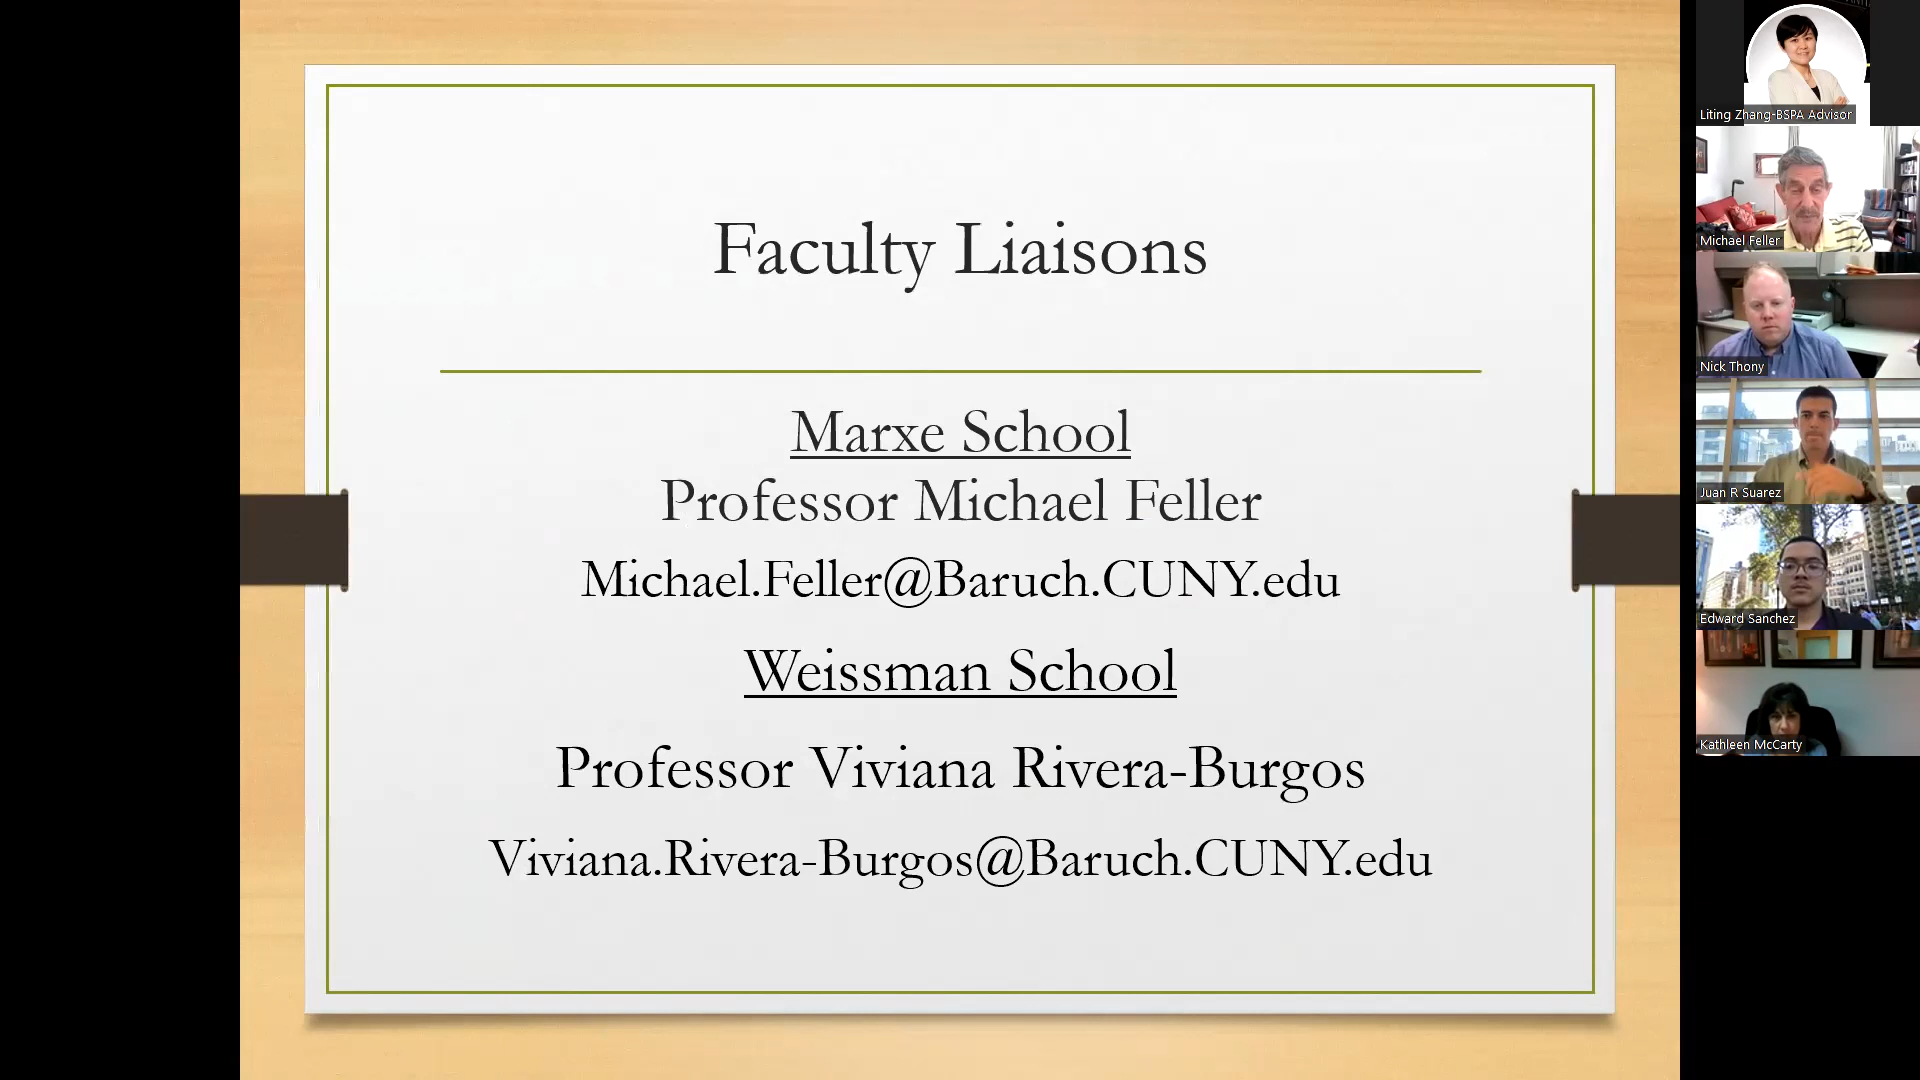 Faculty Liaisons
Marxe School
Professor Michael Feller
Michael.Feller@Baruch.CUNY.edu
Weissman School
Professor Viviana Rivera-Burgos
Viviana.Rivera-Burgos@Baruch.CUNY.edu
Liting Zhang-BSPA Advisor
Michael Feller
Nick Thony
Juan R Suarez
Edward Sanchez
Kathleen McCarty